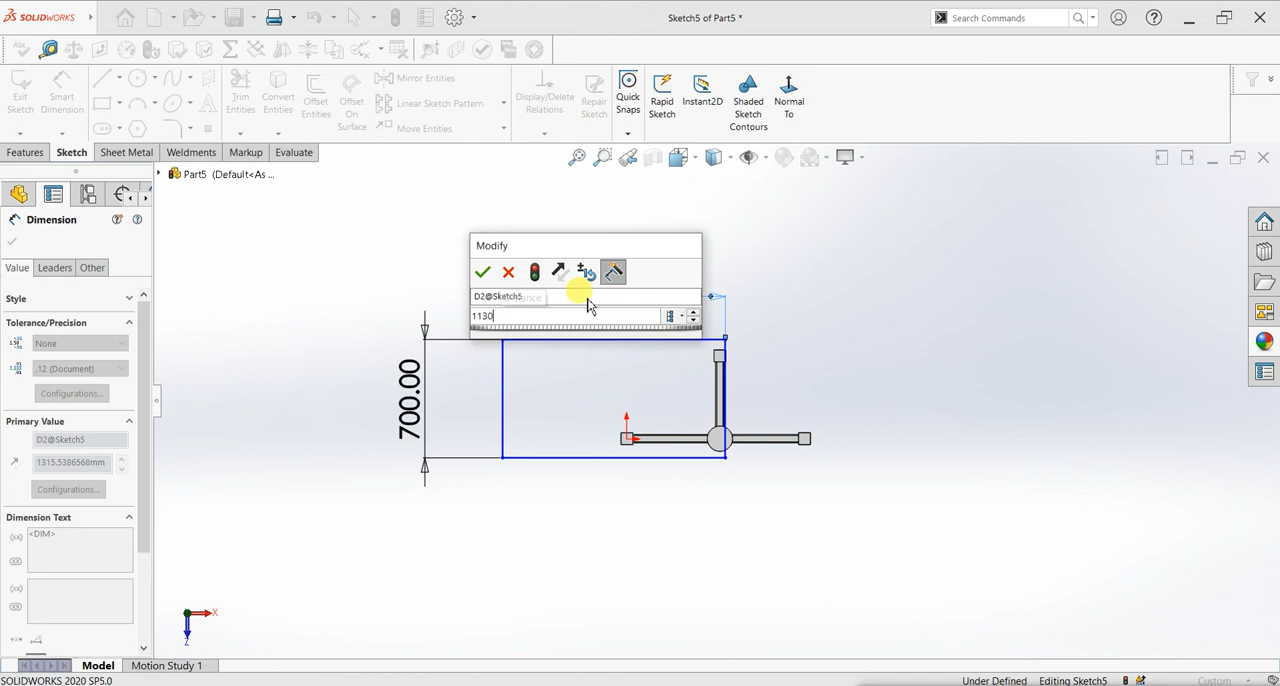 SOLIDWORKS
Sketch5 of Part5 *
Search Commands
Exit Sketch
Smart Dimension
Trim Entities
Convert Entities
Offset Entities
Offset On Surface
Mirror Entities
Linear Sketch Pattern
Move Entities
Display/Delete Relations
Repair Sketch
Quick Snaps
Rapid Sketch
Instant2D
Shaded Sketch Contours
Normal To
Features
Sketch
Sheet Metal
Weldments
Markup
Evaluate
Part5 (Default<As ...
Dimension
Value
Leaders
Other
Style
Tolerance/Precision
None
.12 (Document)
Configurations...
Primary Value
D2@Sketch5
1315.5386568mm
Configurations...
Dimension Text
<DIM>
Modify
D2@Sketch5
1130
700.00
X
Z
Model
Motion Study 1
SOLIDWORKS 2020 SP5.0
Under Defined
Editing Sketch5
Custom